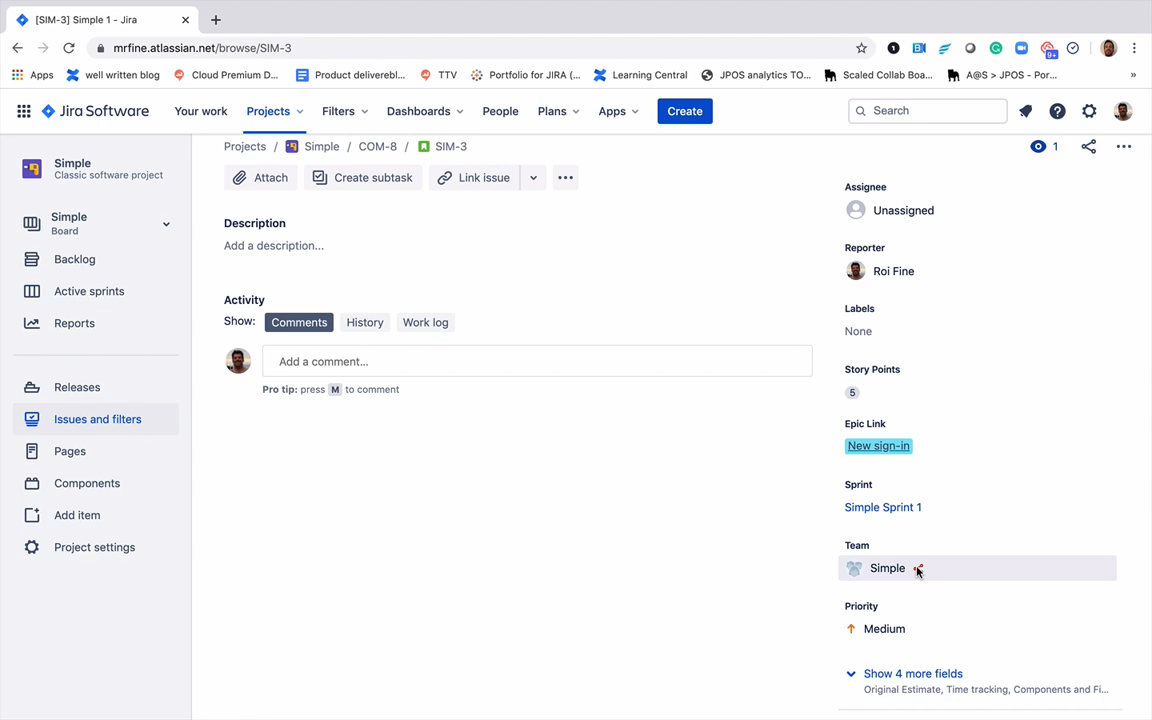 [SIM-3] Simple 1 - Jira
mrfine.atlassian.net/browse/SIM-3
9+
Apps
well written blog
Cloud Premium D...
Product deliverebl...
TTV
Portfolio for JIRA (...
Learning Central
JPOS analytics TO...
Scaled Collab Boa...
A@S > JPOS - Por...
»
Jira Software
Your work
Projects
Filters
Dashboards
People
Plans
Apps
Create
Search
Simple
Classic software project
Simple
Board
Backlog
Active sprints
Reports
Releases
Issues and filters
Pages
Components
Add item
Project settings
Projects / Simple / COM-8 / SIM-3
1
Attach
Create subtask
Link issue
Description
Add a description...
Activity
Show: Comments History Work log
Add a comment...
Pro tip: press M to comment
Assignee
Unassigned
Reporter
Roi Fine
Labels
None
Story Points
5
Epic Link
New sign-in
Sprint
Simple Sprint 1
Team
Simple
Priority
Medium
Show 4 more fields
Original Estimate, Time tracking, Components and Fi...